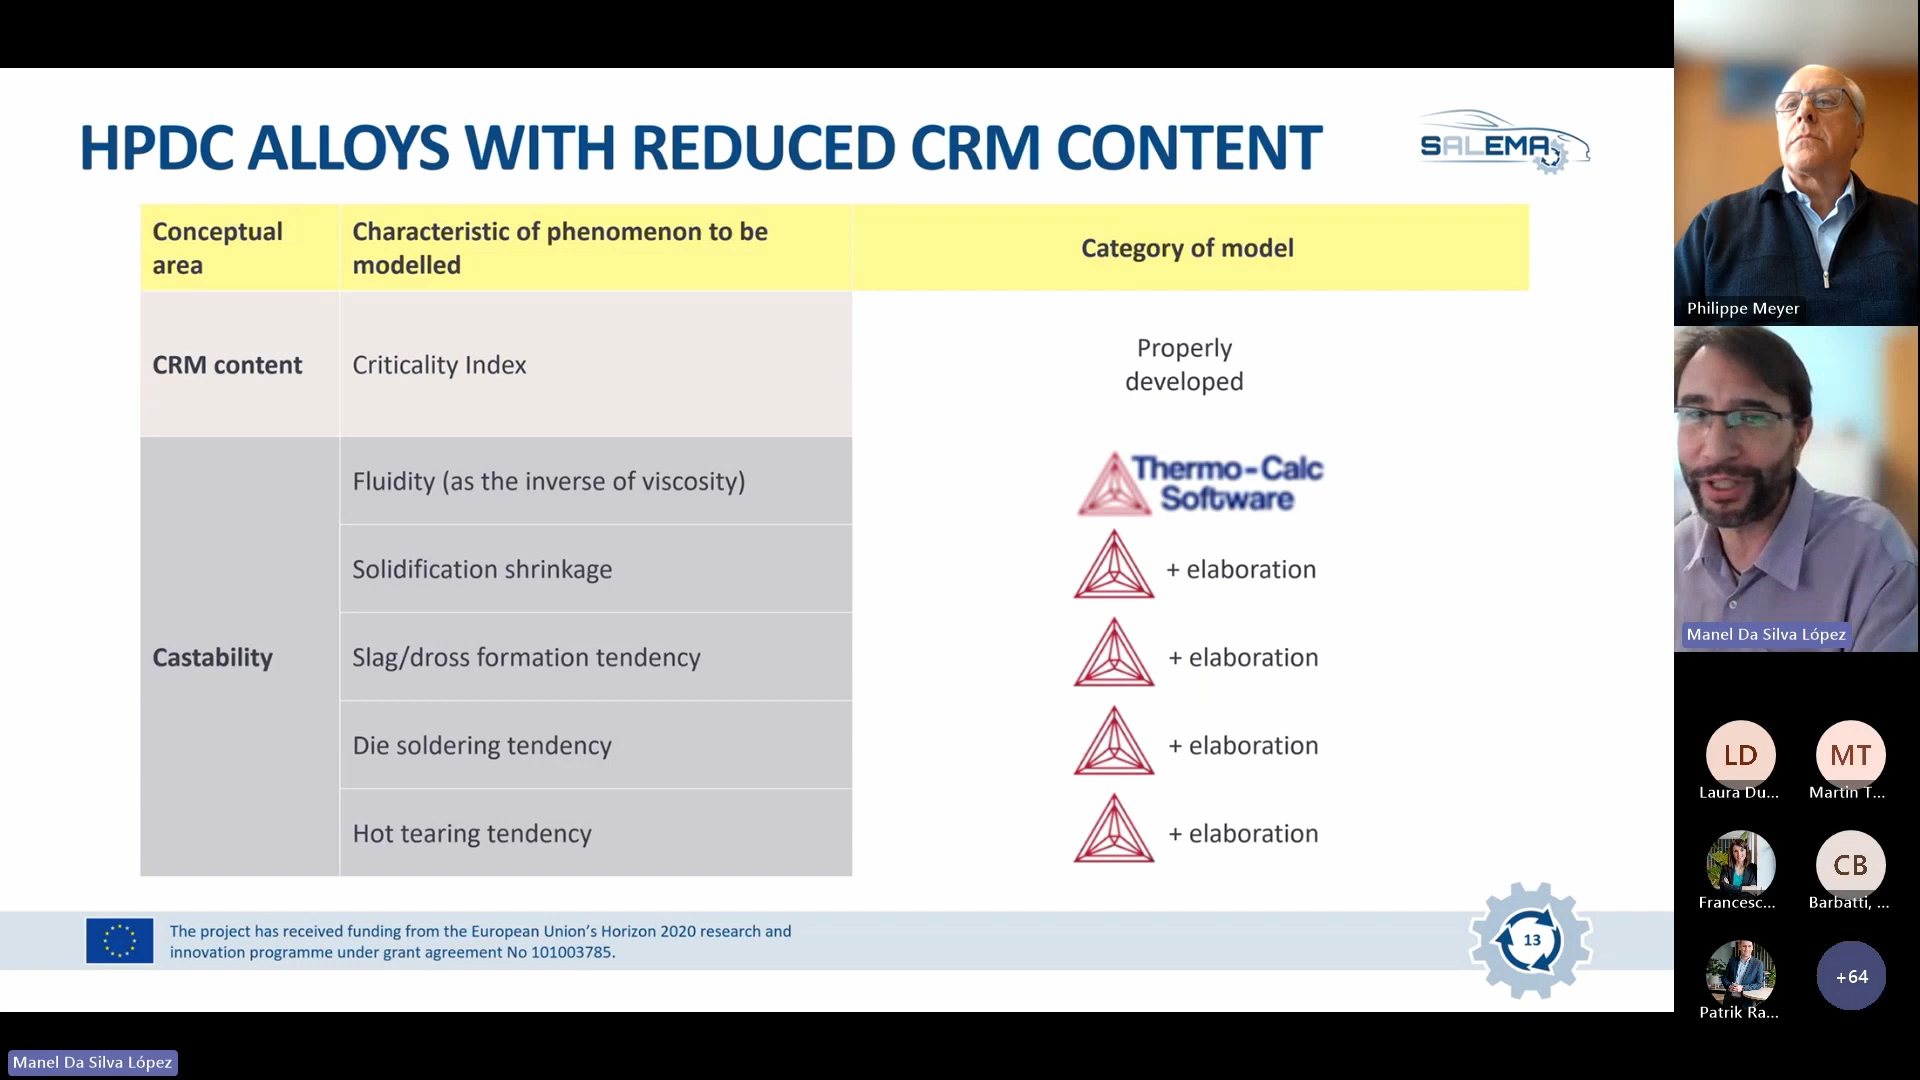 HPDC ALLOYS WITH REDUCED CRM CONTENT
SALEMA
Conceptual
area
Characteristic of phenomenon to be
modelled
Category of model
CRM content
Criticality Index
Properly
developed
Castability
Fluidity (as the inverse of viscosity)
Thermo-Calc
Software
Solidification shrinkage
+ elaboration
Slag/dross formation tendency
+ elaboration
Die soldering tendency
+ elaboration
Hot tearing tendency
+ elaboration
The project has received funding from the European Union's Horizon 2020 research and
innovation programme under grant agreement No 101003785.
13
Philippe Meyer
Manel Da Silva López
LD
Laura Du...
MT
Martin T...
Francesc...
CB
Barbatti, ...
Patrik Ra...
+64
Manel Da Silva López